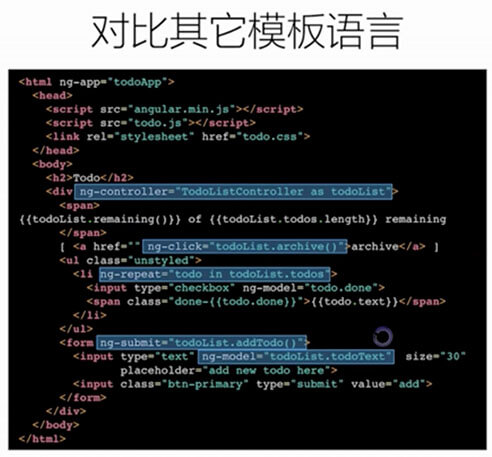 对比其它模板语言
<html ng-app="todoApp">
<head>
<script src="angular.min.js"></script>
<script src="todo.js"></script>
<link rel="stylesheet" href="todo.css">
</head>
<body>
<h2>Todo</h2>
<div ng-controller="TodoListController as todoList">
<span>
{{todoList.remaining()}} of {{todoList.todos.length}} remaining
</span>
[ <a href="" ng-click="todoList.archive()">archive</a> ]
<ul class="unstyled">
<li ng-repeat="todo in todoList.todos">
<input type="checkbox" ng-model="todo.done">
<span class="done-{{todo.done}}">{{todo.text}}</span>
</li>
</ul>
<form ng-submit="todoList.addTodo()">
<input type="text" ng-model="todoList.todoText" size="30"
placeholder="add new todo here">
<input class="btn-primary" type="submit" value="add">
</form>
</div>
</body>
</html>